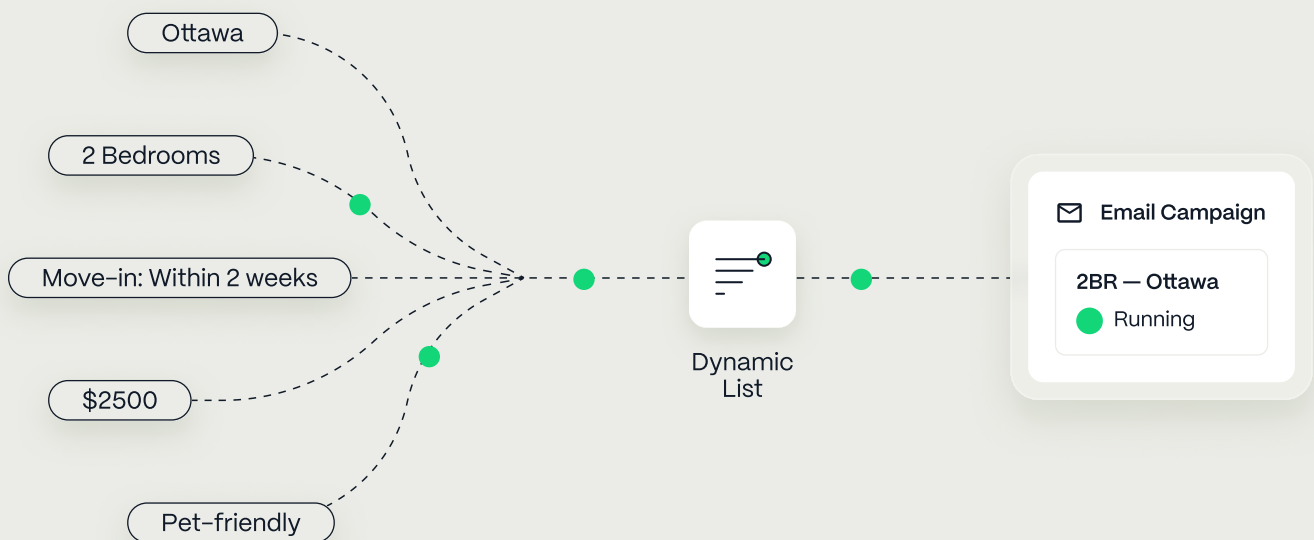 Ottawa
2 Bedrooms
Move-in: Within 2 weeks
$2500
Pet-friendly
Dynamic
List
Email Campaign
2BR — Ottawa
Running